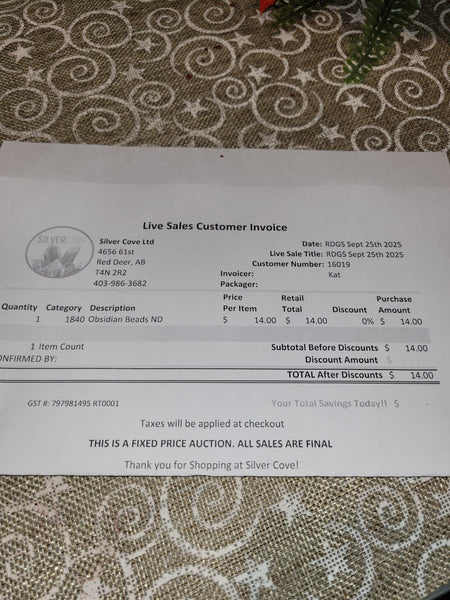 Live Sales Customer Invoice
SILVERCOVE
Silver Cove Ltd
4656 61st
Red Deer, AB
T4N 2R2
403-986-3682
Date: RDGS Sept 25th 2025
Live Sale Title: RDGS Sept 25th 2025
Customer Number: 16019
Invoicer: Kat
Packager:
Quantity Category Description Price Per Item Retail Total Discount Purchase Amount
1 1840 Obsidian Beads ND $ 14.00 $ 14.00 0% $ 14.00
1 Item Count Subtotal Before Discounts $ 14.00
ONFIRMED BY: Discount Amount $ -
TOTAL After Discounts $ 14.00
GST #: 797981495 RT0001 Your Total Savings Today!! $ -
Taxes will be applied at checkout
THIS IS A FIXED PRICE AUCTION. ALL SALES ARE FINAL
Thank you for Shopping at Silver Cove!